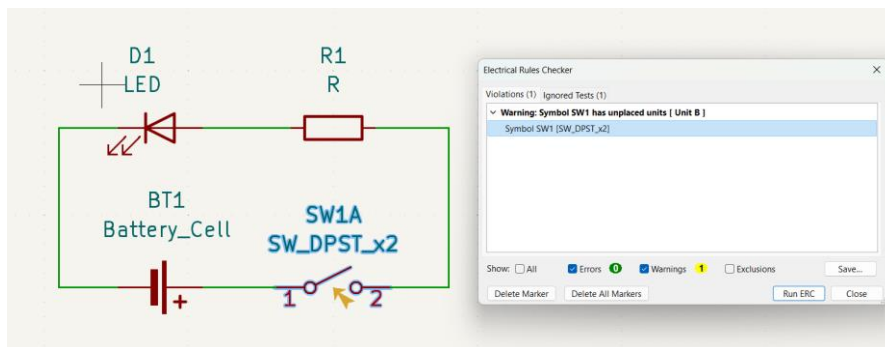 D1
LED
R1
R
BT1
Battery_Cell
+
SW1A
SW_DPST_x2
1 2
Electrical Rules Checker
Violations (1) Ignored Tests (1)
Warning: Symbol SW1 has unplaced units [ Unit B ]
Symbol SW1 [SW_DPST_x2]
Show: All Errors 0 Warnings 1 Exclusions Save...
Delete Marker Delete All Markers Run ERC Close